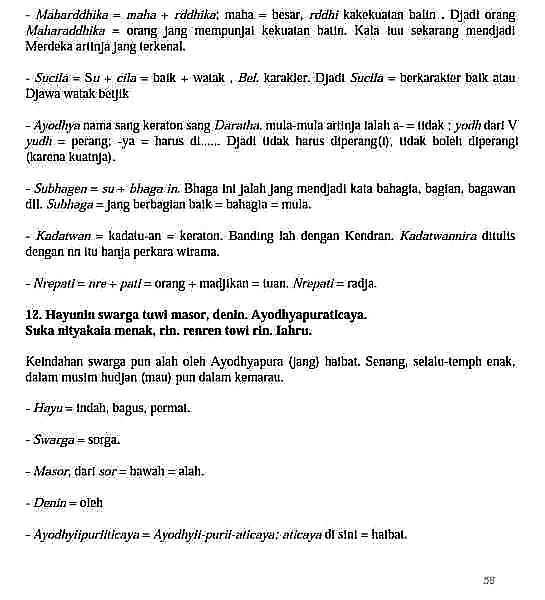 - Maharddhika = maha + rddhika; maha = besar, rddhi kakekuatan batin . Djadi orang
Maharaddhika = orang jang mempunjai kekuatan batin. Kata tuu sekarang mendjadi
Merdeka artinja jang terkenal.
- Sucila = Su + cila = baik + watak , Bel. karakter. Djadi Sucila = berkarakter baik atau
Djawa watak betjik
- Ayodhya nama sang keraton sang Daratha. mula-mula artinja ialah a- = tidak ; yodh dari V
yudh = perang; -ya = harus di...... Djadi tidak harus diperang(i), tidak boleh diperangi
(karena kuatnja).
- Subhagen = su + bhaga in. Bhaga ini jalah jang mendjadi kata bahagia, bagian, bagawan
dll. Subhaga = jang berbagian baik = bahagia = mula.
- Kadatwan = kadatu-an = keraton. Banding lah dengan Kendran. Kadatwannira ditulis
dengan nn itu hanja perkara wirama.
- Nrepati = nre + pati = orang + madjikan = tuan. Nrepati = radja.
12. Hayunin swarga tuwi masor, denin. Ayodhyapuraticaya.
Suka nityakala menak, rin. renren towi rin. lahru.
Keindahan swarga pun alah oleh Ayodhyapura (jang) haibat. Senang, selalu-temph enak,
dalam musim hudjan (mau) pun dalam kemarau.
- Hayu = indah, bagus, permai.
- Swarga = sorga.
- Masor, dari sor = bawah = alah.
- Denin = oleh
- Ayodhyiipuriiticaya = Ayodhyii-purii-aticaya; aticaya di sini = haibat.
58